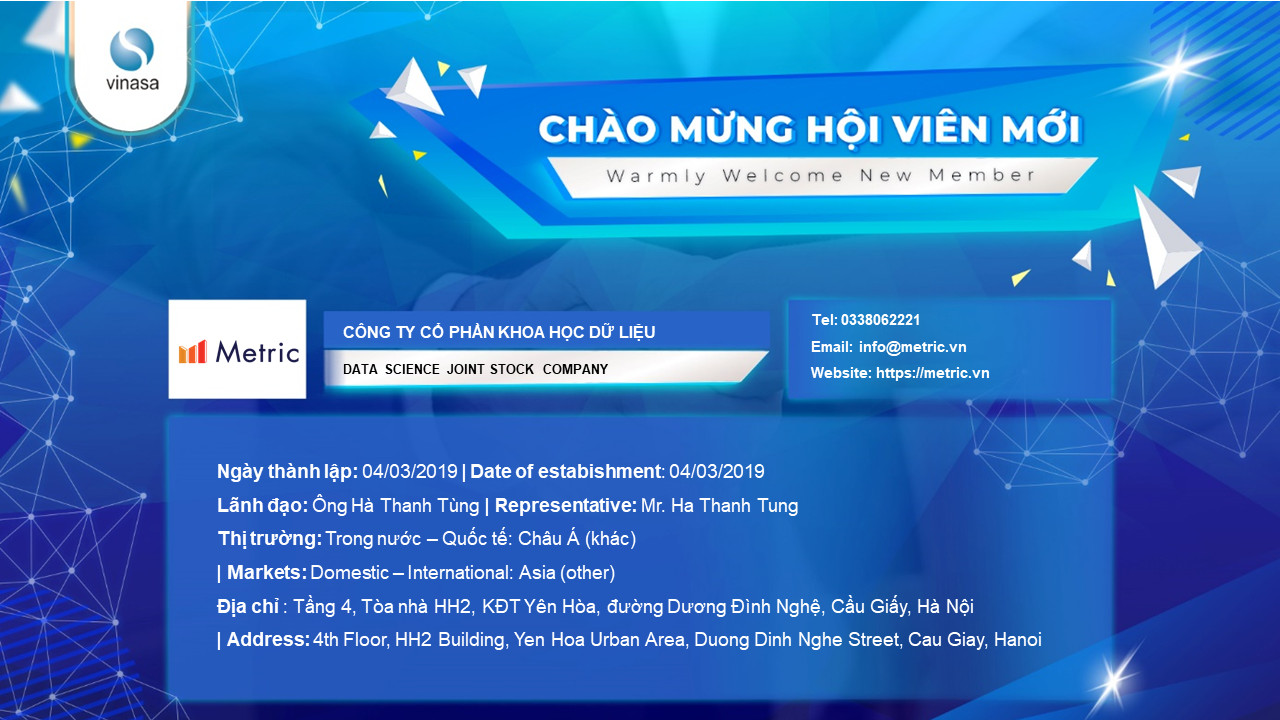 vinasa
CHÀO MỪNG HỘI VIÊN MỚI
Warmly Welcome New Member
Metric
CÔNG TY CỔ PHẦN KHOA HỌC DỮ LIỆU
DATA SCIENCE JOINT STOCK COMPANY
Tel: 0338062221
Email: info@metric.vn
Website: https://metric.vn
Ngày thành lập: 04/03/2019 | Date of estabishment: 04/03/2019
Lãnh đạo: Ông Hà Thanh Tùng | Representative: Mr. Ha Thanh Tung
Thị trường: Trong nước – Quốc tế: Châu Á (khác)
| Markets: Domestic – International: Asia (other)
Địa chỉ : Tầng 4, Tòa nhà HH2, KĐT Yên Hòa, đường Dương Đình Nghệ, Cầu Giấy, Hà Nội
| Address: 4th Floor, HH2 Building, Yen Hoa Urban Area, Duong Dinh Nghe Street, Cau Giay, Hanoi